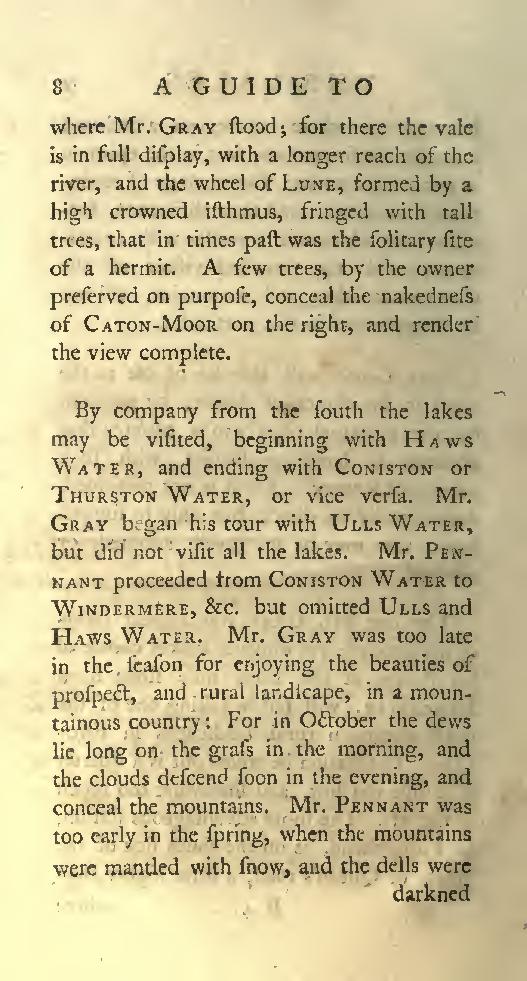 8 A GUIDE TO
where Mr. GRAY ſtood; for there the vale
is in full diſplay, with a longer reach of the
river, and the wheel of LUNE, formed by a
high crowned iſthmus, fringed with tall
trees, that in times paſt was the ſolitary ſite
of a hermit. A few trees, by the owner
preſerved on purpoſe, conceal the nakedneſs
of CATON-MOOR on the right, and render
the view complete.
By company from the ſouth the lakes
may be viſited, beginning with HAWS
WATER, and ending with CONISTON or
THURSTON WATER, or vice verſa. Mr.
GRAY began his tour with ULLS WATER,
but did not viſit all the lakes. Mr. PEN-
NANT proceeded from CONISTON WATER to
WINDERMERE, &c. but omitted ULLS and
HAWS WATER. Mr. GRAY was too late
in the ſeaſon for enjoying the beauties of
proſpect, and rural landſcape, in a moun-
tainous country: For in October the dews
lie long on the graſs in the morning, and
the clouds deſcend ſoon in the evening, and
conceal the mountains. Mr. PENNANT was
too early in the ſpring, when the mountains
were mantled with ſnow, and the dells were
darkned